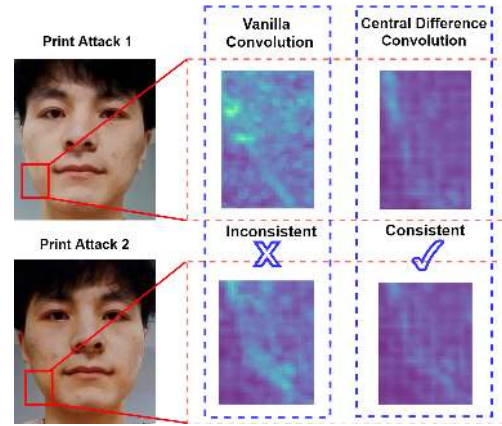 Vanilla
Convolution
Central Difference
Convolution
Print Attack 1
Inconsistent
Consistent
Print Attack 2